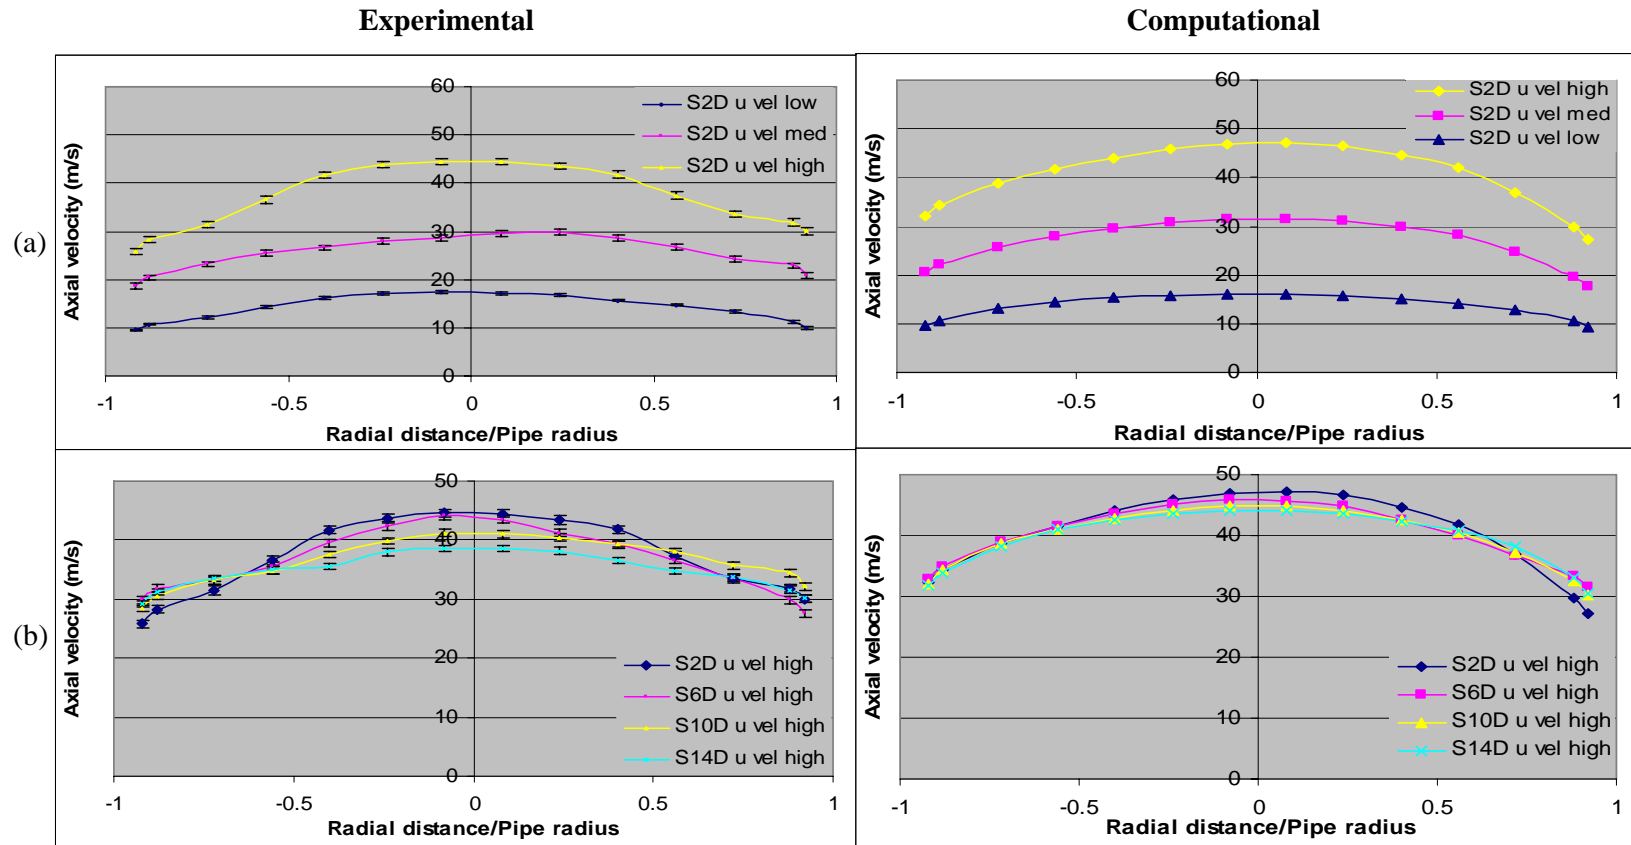 Experimental
Computational
(a)
Axial velocity (m/s)
60
50
40
30
20
10
0
-1
-0.5
0
0.5
1
Radial distance/Pipe radius
S2D u vel low
S2D u vel med
S2D u vel high
Axial velocity (m/s)
60
50
40
30
20
10
0
-1
-0.5
0
0.5
1
Radial distance/Pipe radius
S2D u vel high
S2D u vel med
S2D u vel low
(b)
Axial velocity (m/s)
50
40
30
20
10
0
-1
-0.5
0
0.5
1
Radial distance/Pipe radius
S2D u vel high
S6D u vel high
S10D u vel high
S14D u vel high
Axial velocity (m/s)
50
40
30
20
10
0
-1
-0.5
0
0.5
1
Radial distance/Pipe radius
S2D u vel high
S6D u vel high
S10D u vel high
S14D u vel high